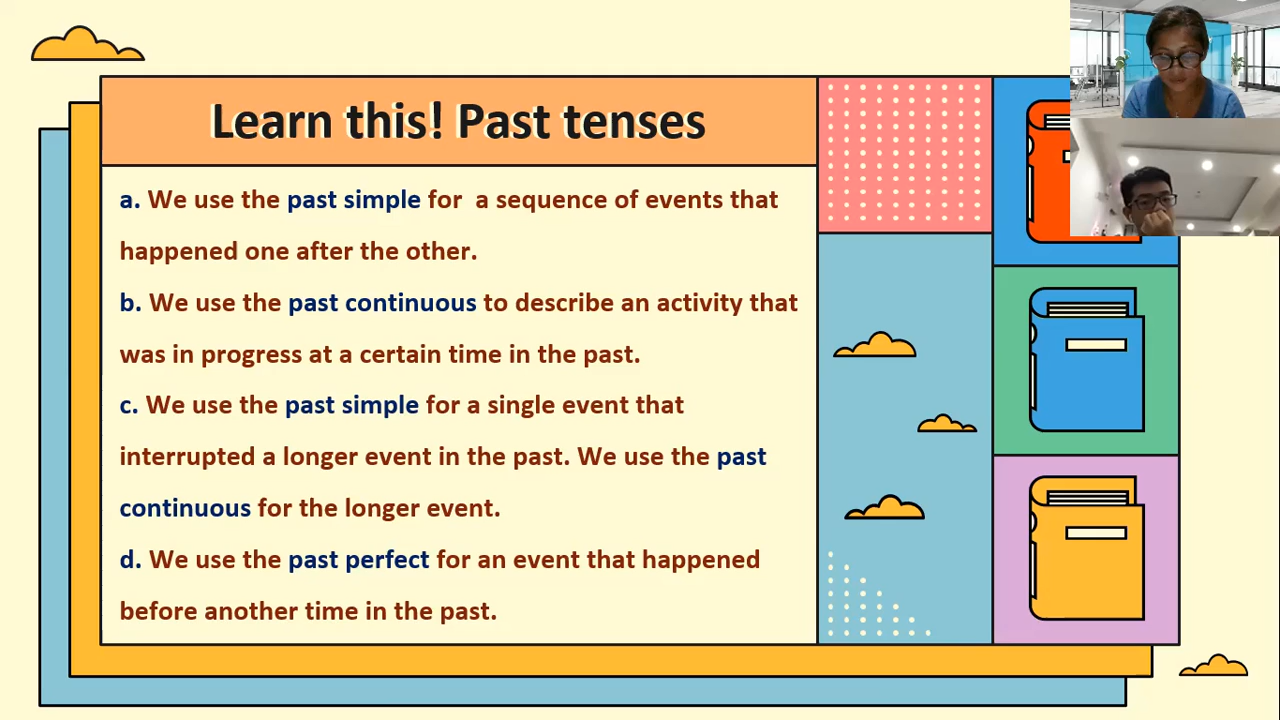 Learn this! Past tenses
a. We use the past simple for  a sequence of events that
happened one after the other.
b. We use the past continuous to describe an activity that
was in progress at a certain time in the past.
c. We use the past simple for a single event that
interrupted a longer event in the past. We use the past
continuous for the longer event.
d. We use the past perfect for an event that happened
before another time in the past.